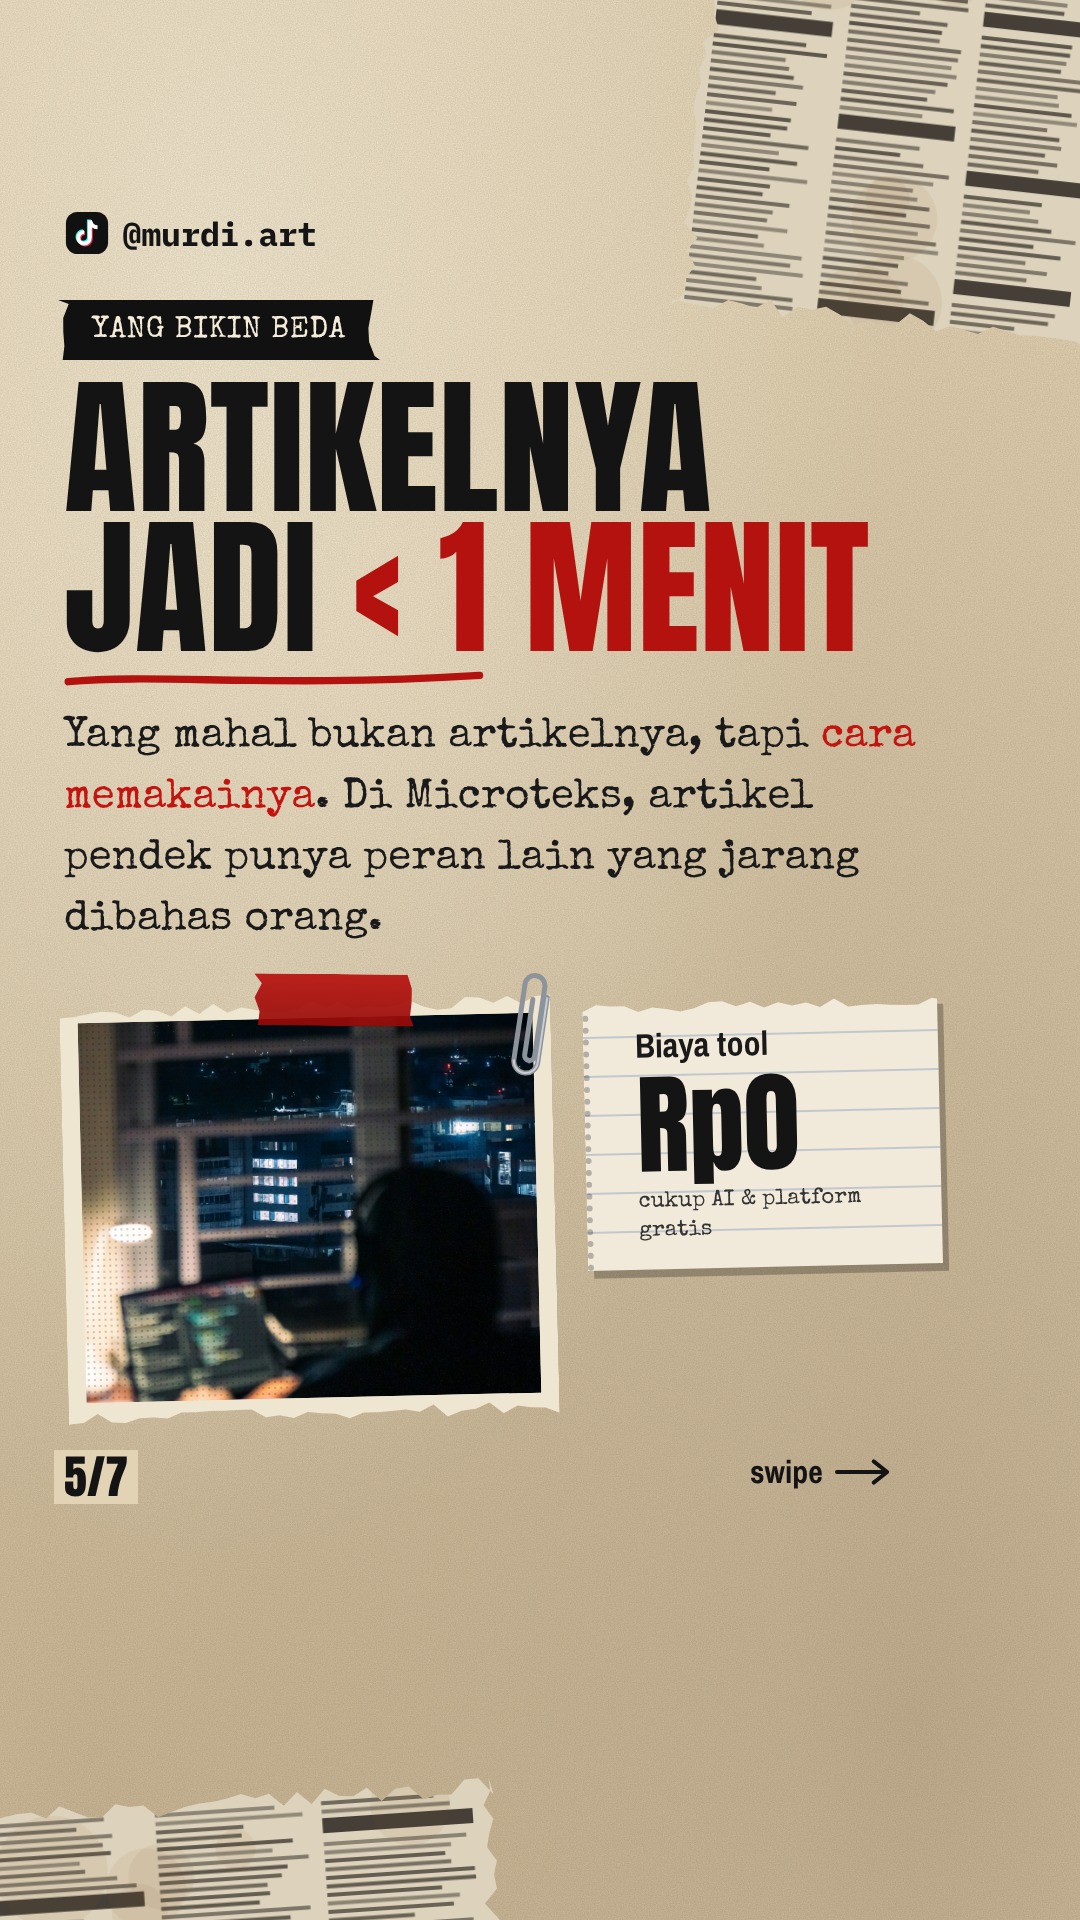 @murdi.art
YANG BIKIN BEDA
ARTIKELNYA
JADI < 1 MENIT
Yang mahal bukan artikelnya, tapi cara
memakainya. Di Microteks, artikel
pendek punya peran lain yang jarang
dibahas orang.
Biaya tool
Rp0
cukup AI & platform
gratis
5/7
swipe →